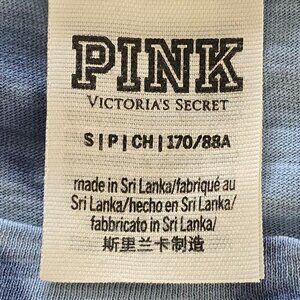 PINK
VICTORIA'S SECRET
S|P|CH|170/88A
made in Sri Lanka/fabriqué au
Sri Lanka/hecho en Sri Lanka/
fabbricato in Sri Lanka/
斯里兰卡制造